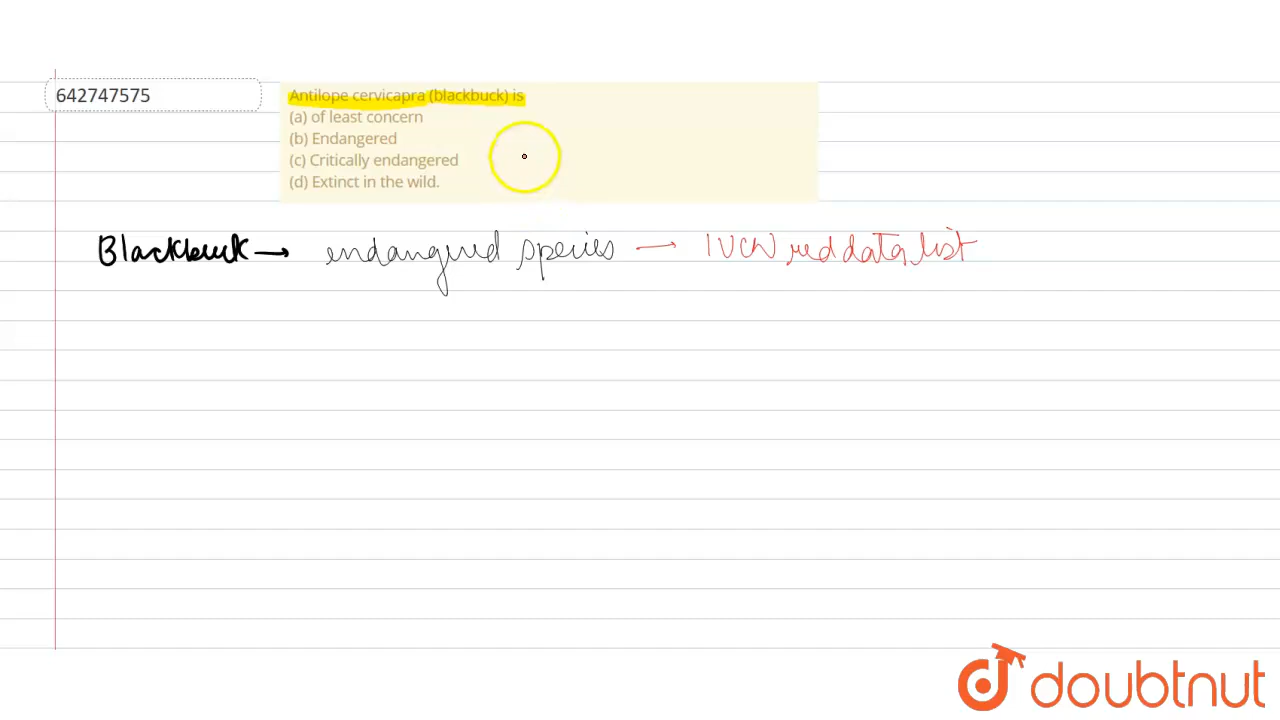 642747575
Antilope cervicapra (blackbuck) is
(a) of least concern
(b) Endangered
(c) Critically endangered
(d) Extinct in the wild.
Blackbuck → endangered species → IUCN red data list
doubtnut